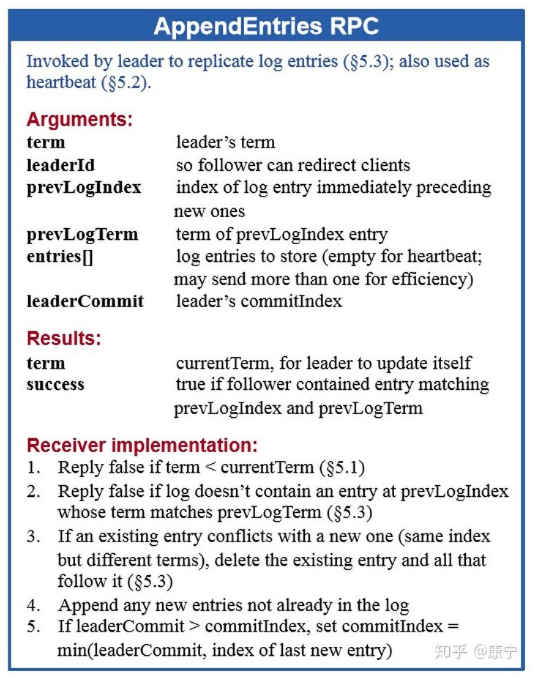 AppendEntries RPC
Invoked by leader to replicate log entries (§5.3); also used as
heartbeat (§5.2).
Arguments:
term leader's term
leaderId so follower can redirect clients
prevLogIndex index of log entry immediately preceding
new ones
prevLogTerm term of prevLogIndex entry
entries[] log entries to store (empty for heartbeat;
may send more than one for efficiency)
leaderCommit leader's commitIndex
Results:
term currentTerm, for leader to update itself
success true if follower contained entry matching
prevLogIndex and prevLogTerm
Receiver implementation:
1. Reply false if term < currentTerm (§5.1)
2. Reply false if log doesn't contain an entry at prevLogIndex
whose term matches prevLogTerm (§5.3)
3. If an existing entry conflicts with a new one (same index
but different terms), delete the existing entry and all that
follow it (§5.3)
4. Append any new entries not already in the log
5. If leaderCommit > commitIndex, set commitIndex =
min(leaderCommit, index of last new entry)
知乎 @康宁